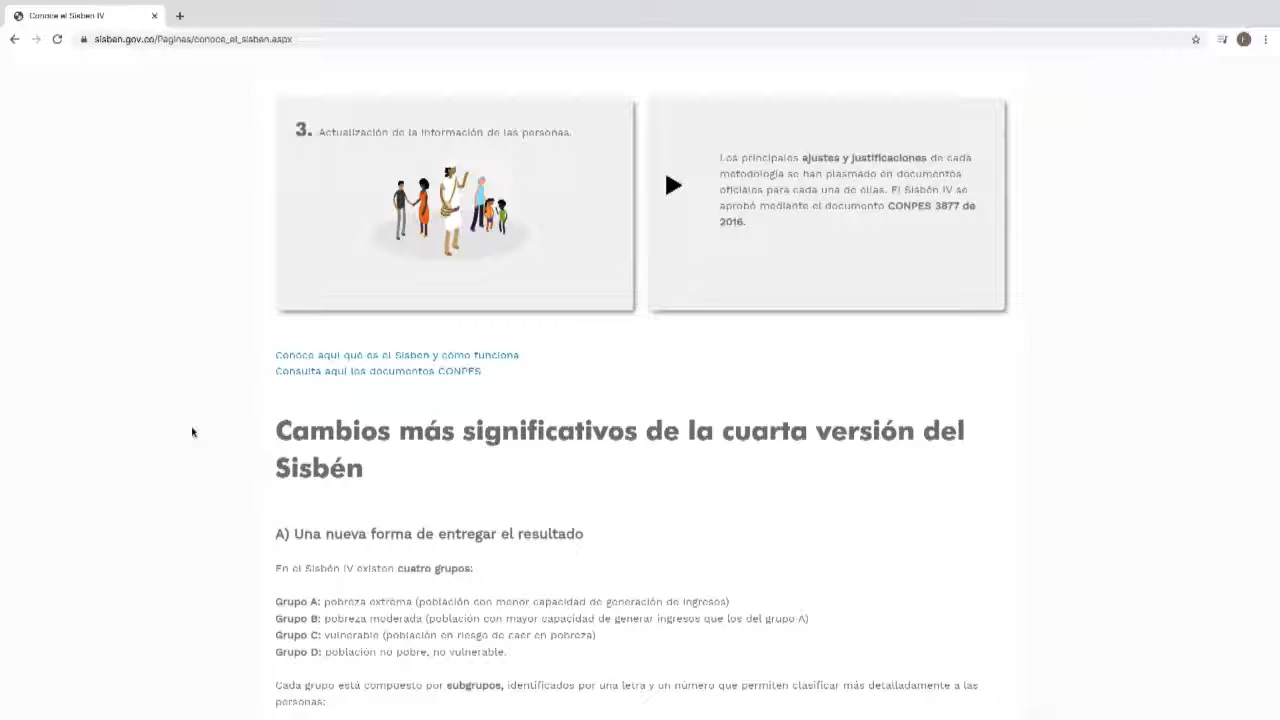 Conoce el Sisbén IV
sisben.gov.co/Paginas/conoce_el_sisben.aspx
3. Actualización de la información de las personas.
Los principales ajustes y justificaciones de cada
metodología se han plasmado en documentos
oficiales para cada una de ellas. El Sisbén IV se
aprobó mediante el documento CONPES 3877 de
2016.
Conoce aquí qué es el Sisben y cómo funciona
Consulta aquí los documentos CONPES
Cambios más significativos de la cuarta versión del
Sisbén
A) Una nueva forma de entregar el resultado
En el Sisbén IV existen cuatro grupos:
Grupo A: pobreza extrema (población con menor capacidad de generación de ingresos)
Grupo B: pobreza moderada (población con mayor capacidad de generar ingresos que los del grupo A)
Grupo C: vulnerable (población en riesgo de caer en pobreza)
Grupo D: población no pobre, no vulnerable.
Cada grupo está compuesto por subgrupos, identificados por una letra y un número que permiten clasificar más detalladamente a las
personas: